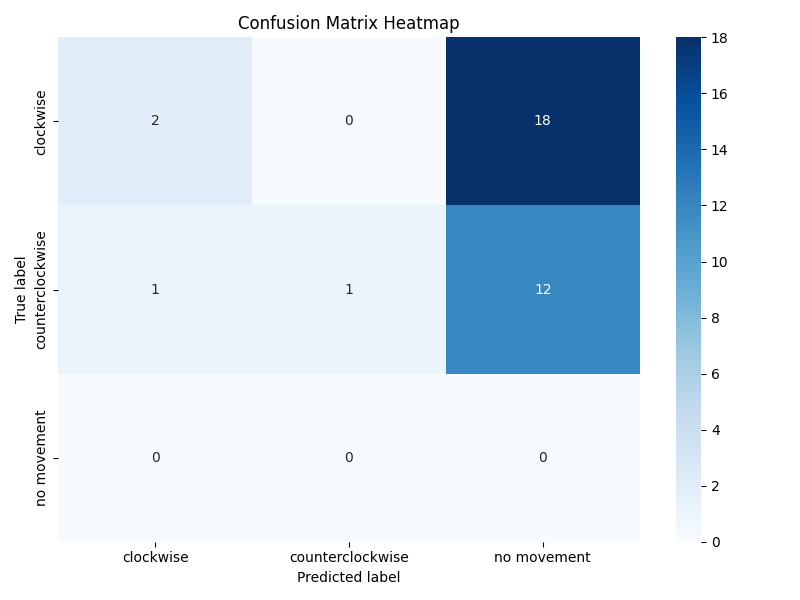 Confusion Matrix Heatmap
True label
clockwise
2 0 18
counterclockwise
1 1 12
no movement
0 0 0
clockwise counterclockwise no movement
Predicted label
18
16
14
12
10
8
6
4
2
0